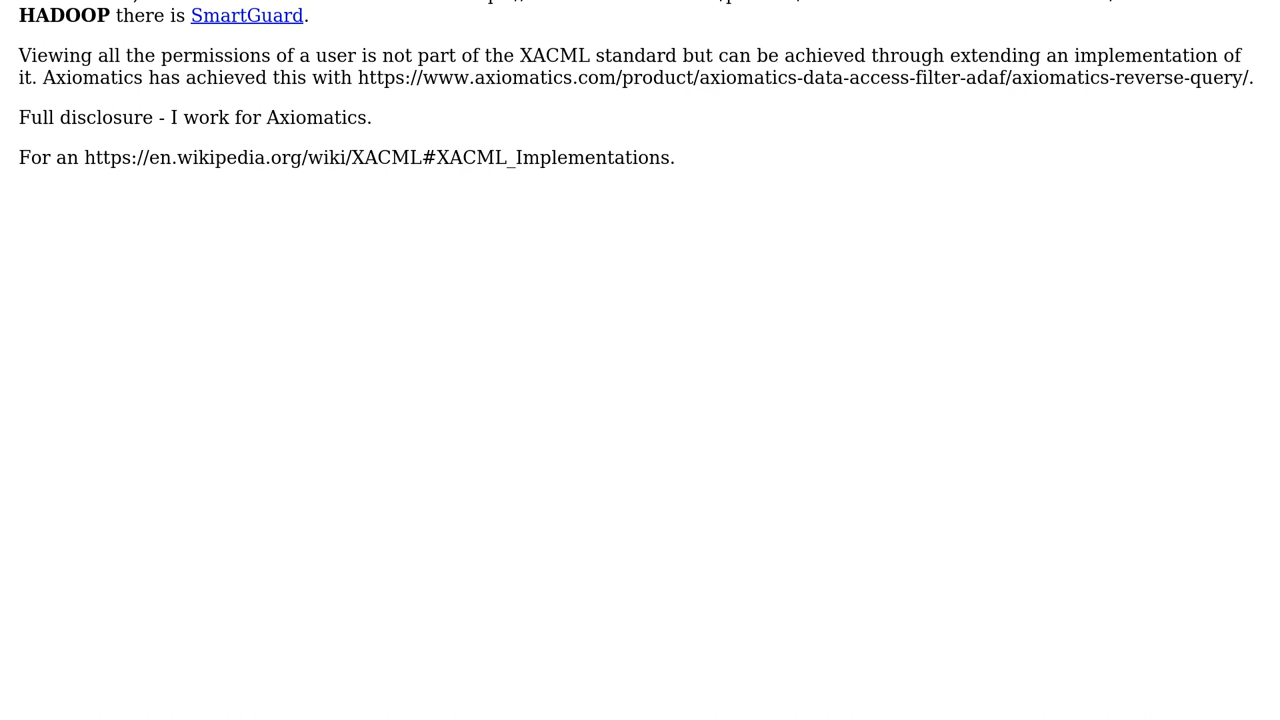 HADOOP there is SmartGuard.
Viewing all the permissions of a user is not part of the XACML standard but can be achieved through extending an implementation of
it. Axiomatics has achieved this with https://www.axiomatics.com/product/axiomatics-data-access-filter-adaf/axiomatics-reverse-query/.
Full disclosure - I work for Axiomatics.
For an https://en.wikipedia.org/wiki/XACML#XACML_Implementations.